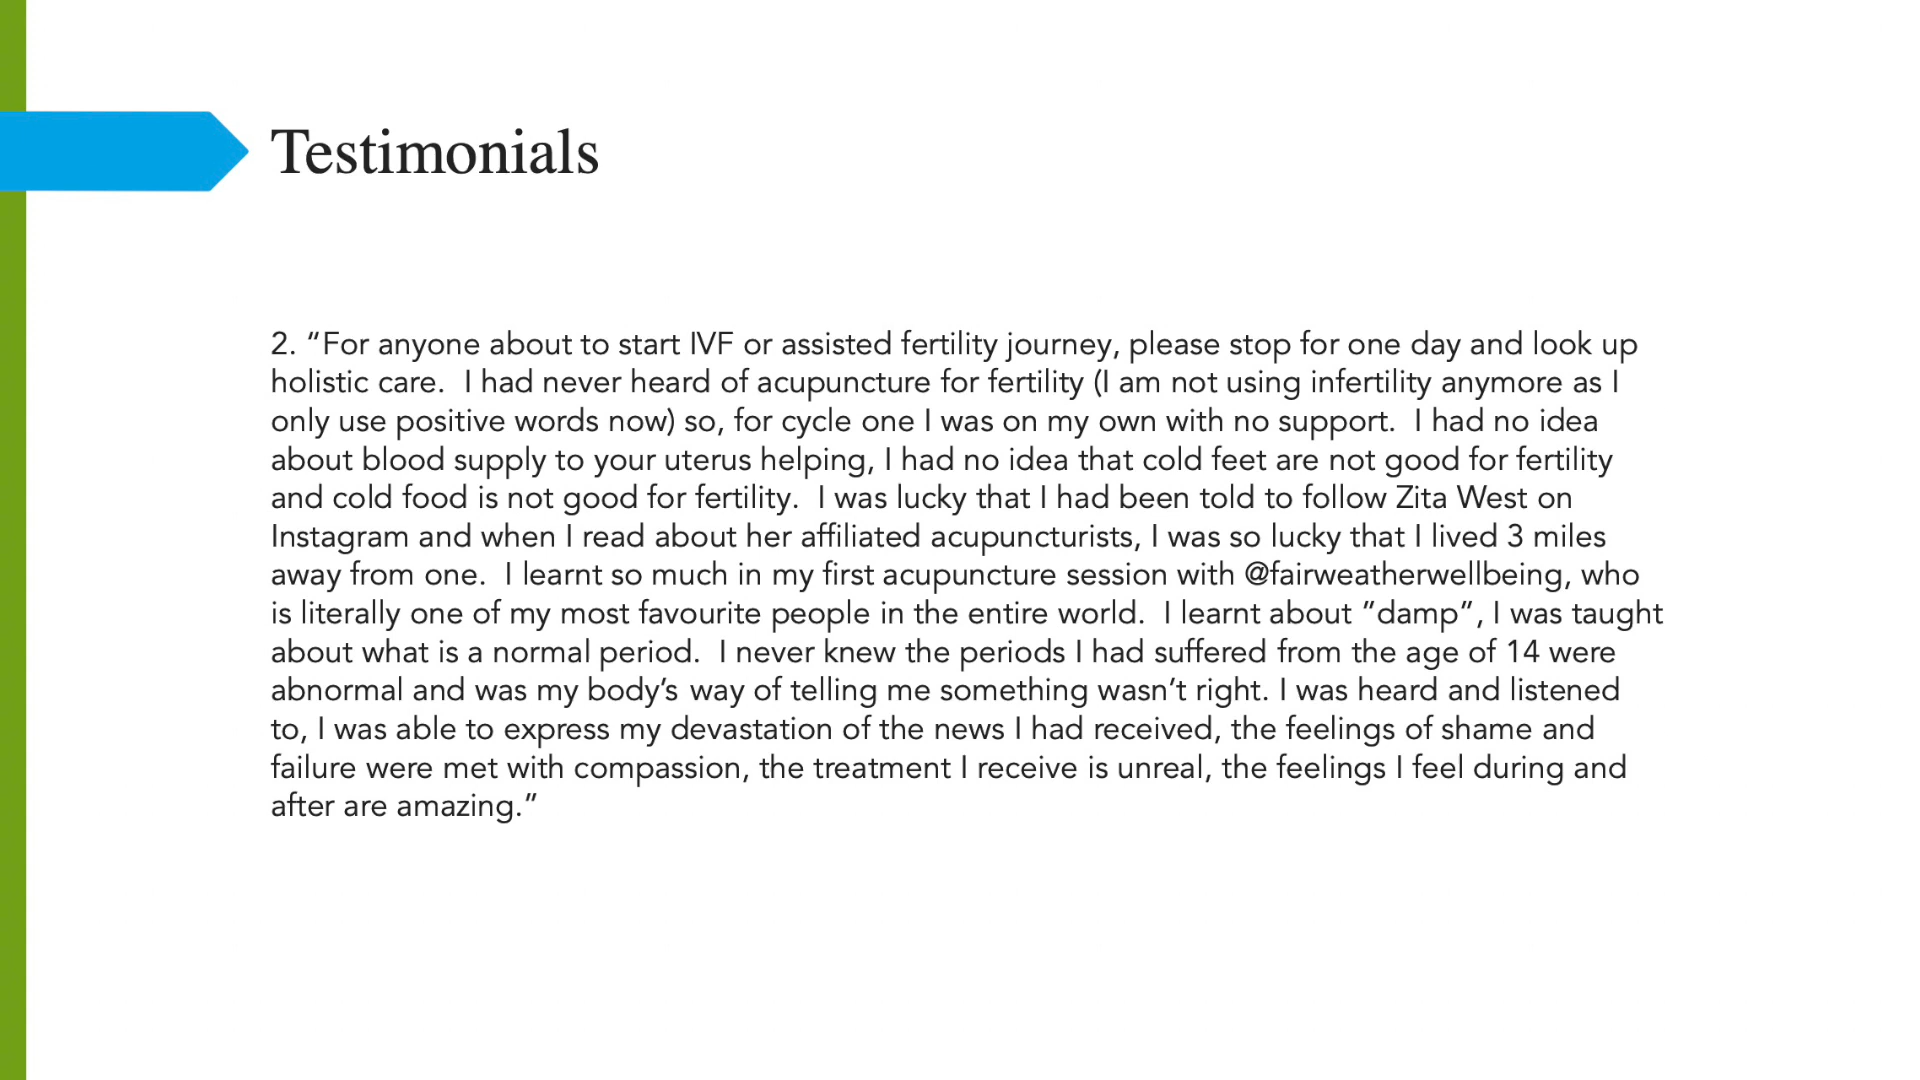 Testimonials
2. “For anyone about to start IVF or assisted fertility journey, please stop for one day and look up
holistic care.  I had never heard of acupuncture for fertility (I am not using infertility anymore as I
only use positive words now) so, for cycle one I was on my own with no support.  I had no idea
about blood supply to your uterus helping, I had no idea that cold feet are not good for fertility
and cold food is not good for fertility.  I was lucky that I had been told to follow Zita West on
Instagram and when I read about her affiliated acupuncturists, I was so lucky that I lived 3 miles
away from one.  I learnt so much in my first acupuncture session with @fairweatherwellbeing, who
is literally one of my most favourite people in the entire world.  I learnt about ”damp”, I was taught
about what is a normal period.  I never knew the periods I had suffered from the age of 14 were
abnormal and was my body’s way of telling me something wasn’t right. I was heard and listened
to, I was able to express my devastation of the news I had received, the feelings of shame and
failure were met with compassion, the treatment I receive is unreal, the feelings I feel during and
after are amazing.”